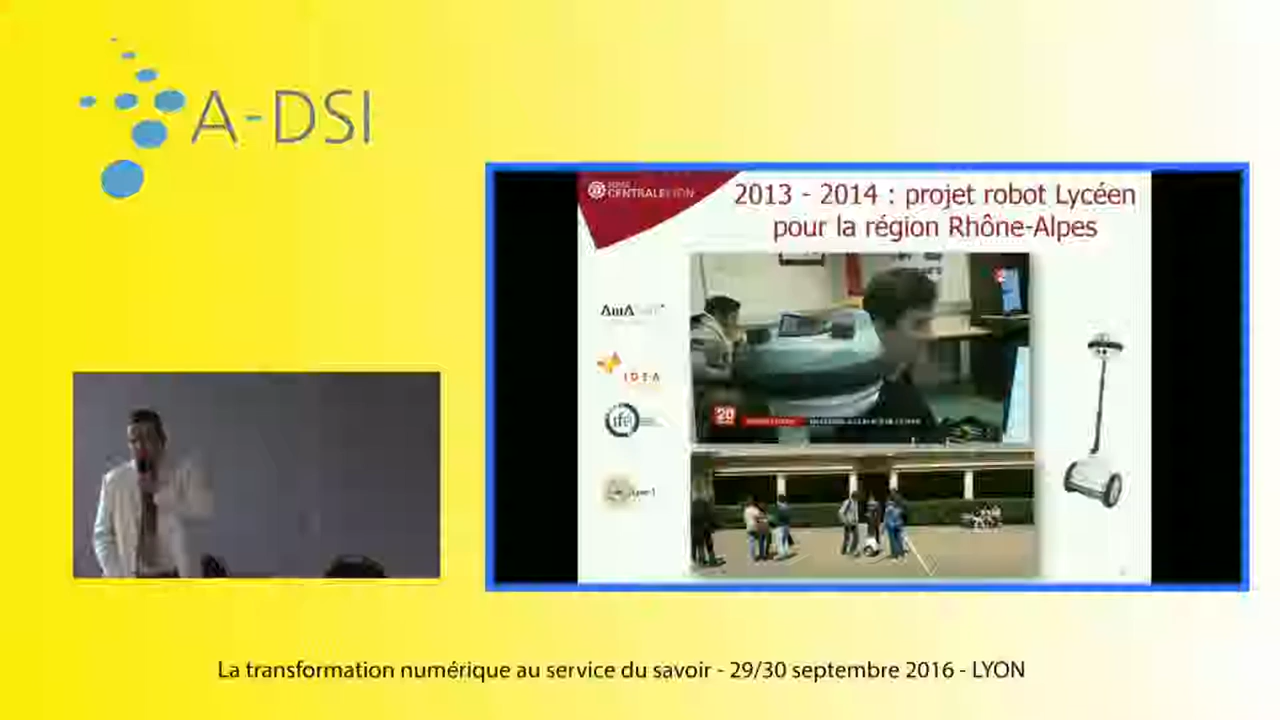 A-DSI
CENTRALELYON
2013 - 2014 : projet robot Lycéen
pour la région Rhône-Alpes
IDEA
ifé
20
La transformation numérique au service du savoir - 29/30 septembre 2016 - LYON